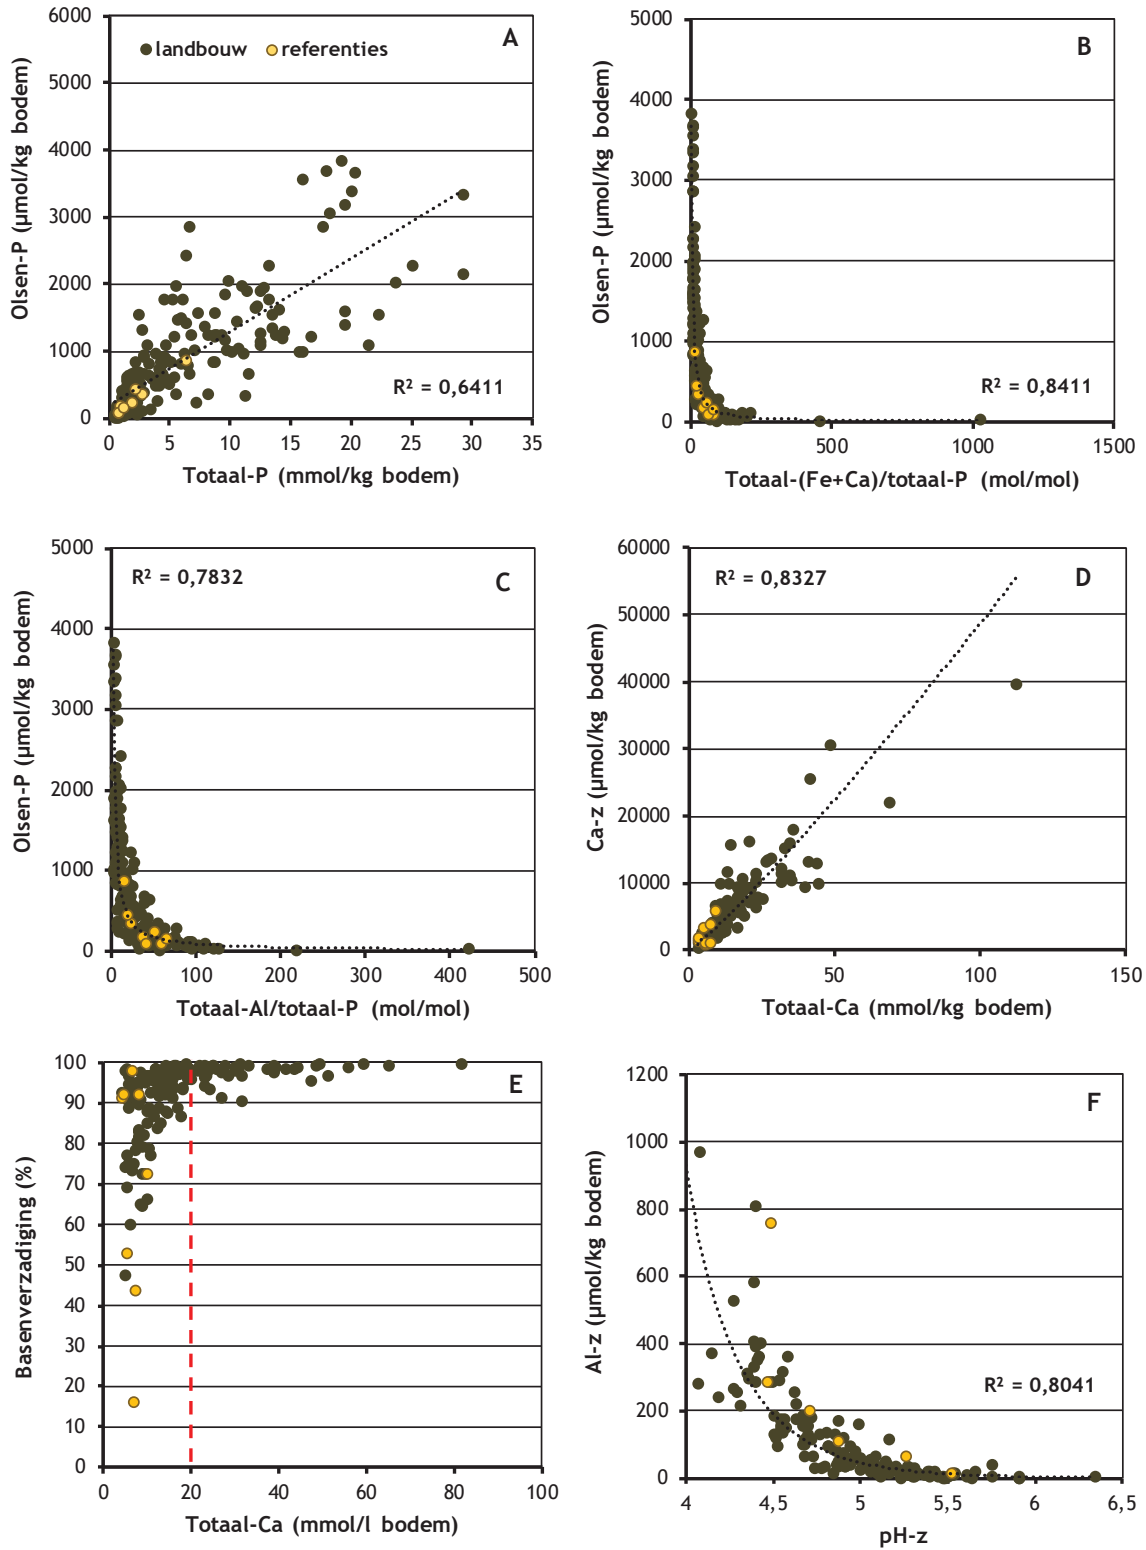 A
landbouw referenties
Olsen-P (µmol/kg bodem)
6000
5000
4000
3000
2000
1000
0
R² = 0,6411
0 5 10 15 20 25 30 35
Totaal-P (mmol/kg bodem)
B
Olsen-P (µmol/kg bodem)
5000
4000
3000
2000
1000
0
R² = 0,8411
0 500 1000 1500
Totaal-(Fe+Ca)/totaal-P (mol/mol)
C
R² = 0,7832
Olsen-P (µmol/kg bodem)
5000
4000
3000
2000
1000
0
0 100 200 300 400 500
Totaal-Al/totaal-P (mol/mol)
D
R² = 0,8327
Ca-z (µmol/kg bodem)
60000
50000
40000
30000
20000
10000
0
0 50 100 150
Totaal-Ca (mmol/kg bodem)
E
Basenverzadiging (%)
100
90
80
70
60
50
40
30
20
10
0
0 20 40 60 80 100
Totaal-Ca (mmol/l bodem)
F
Al-z (µmol/kg bodem)
1200
1000
800
600
400
200
0
R² = 0,8041
4 4,5 5 5,5 6 6,5
pH-z